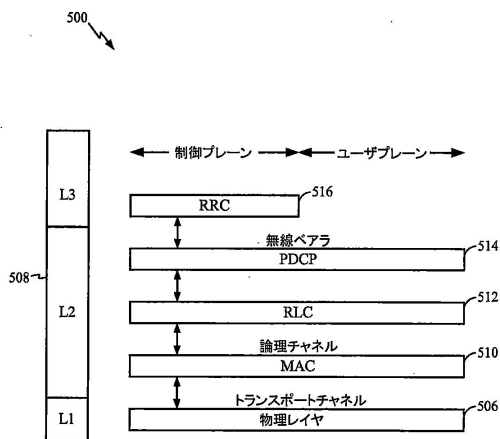 500
制御プレーン
ユーザプレーン
L3
RRC
516
無線ベアラ
514
PDCP
508
512
L2
RLC
論理チャネル
510
MAC
トランスポートチャネル
506
L1
物理レイヤ